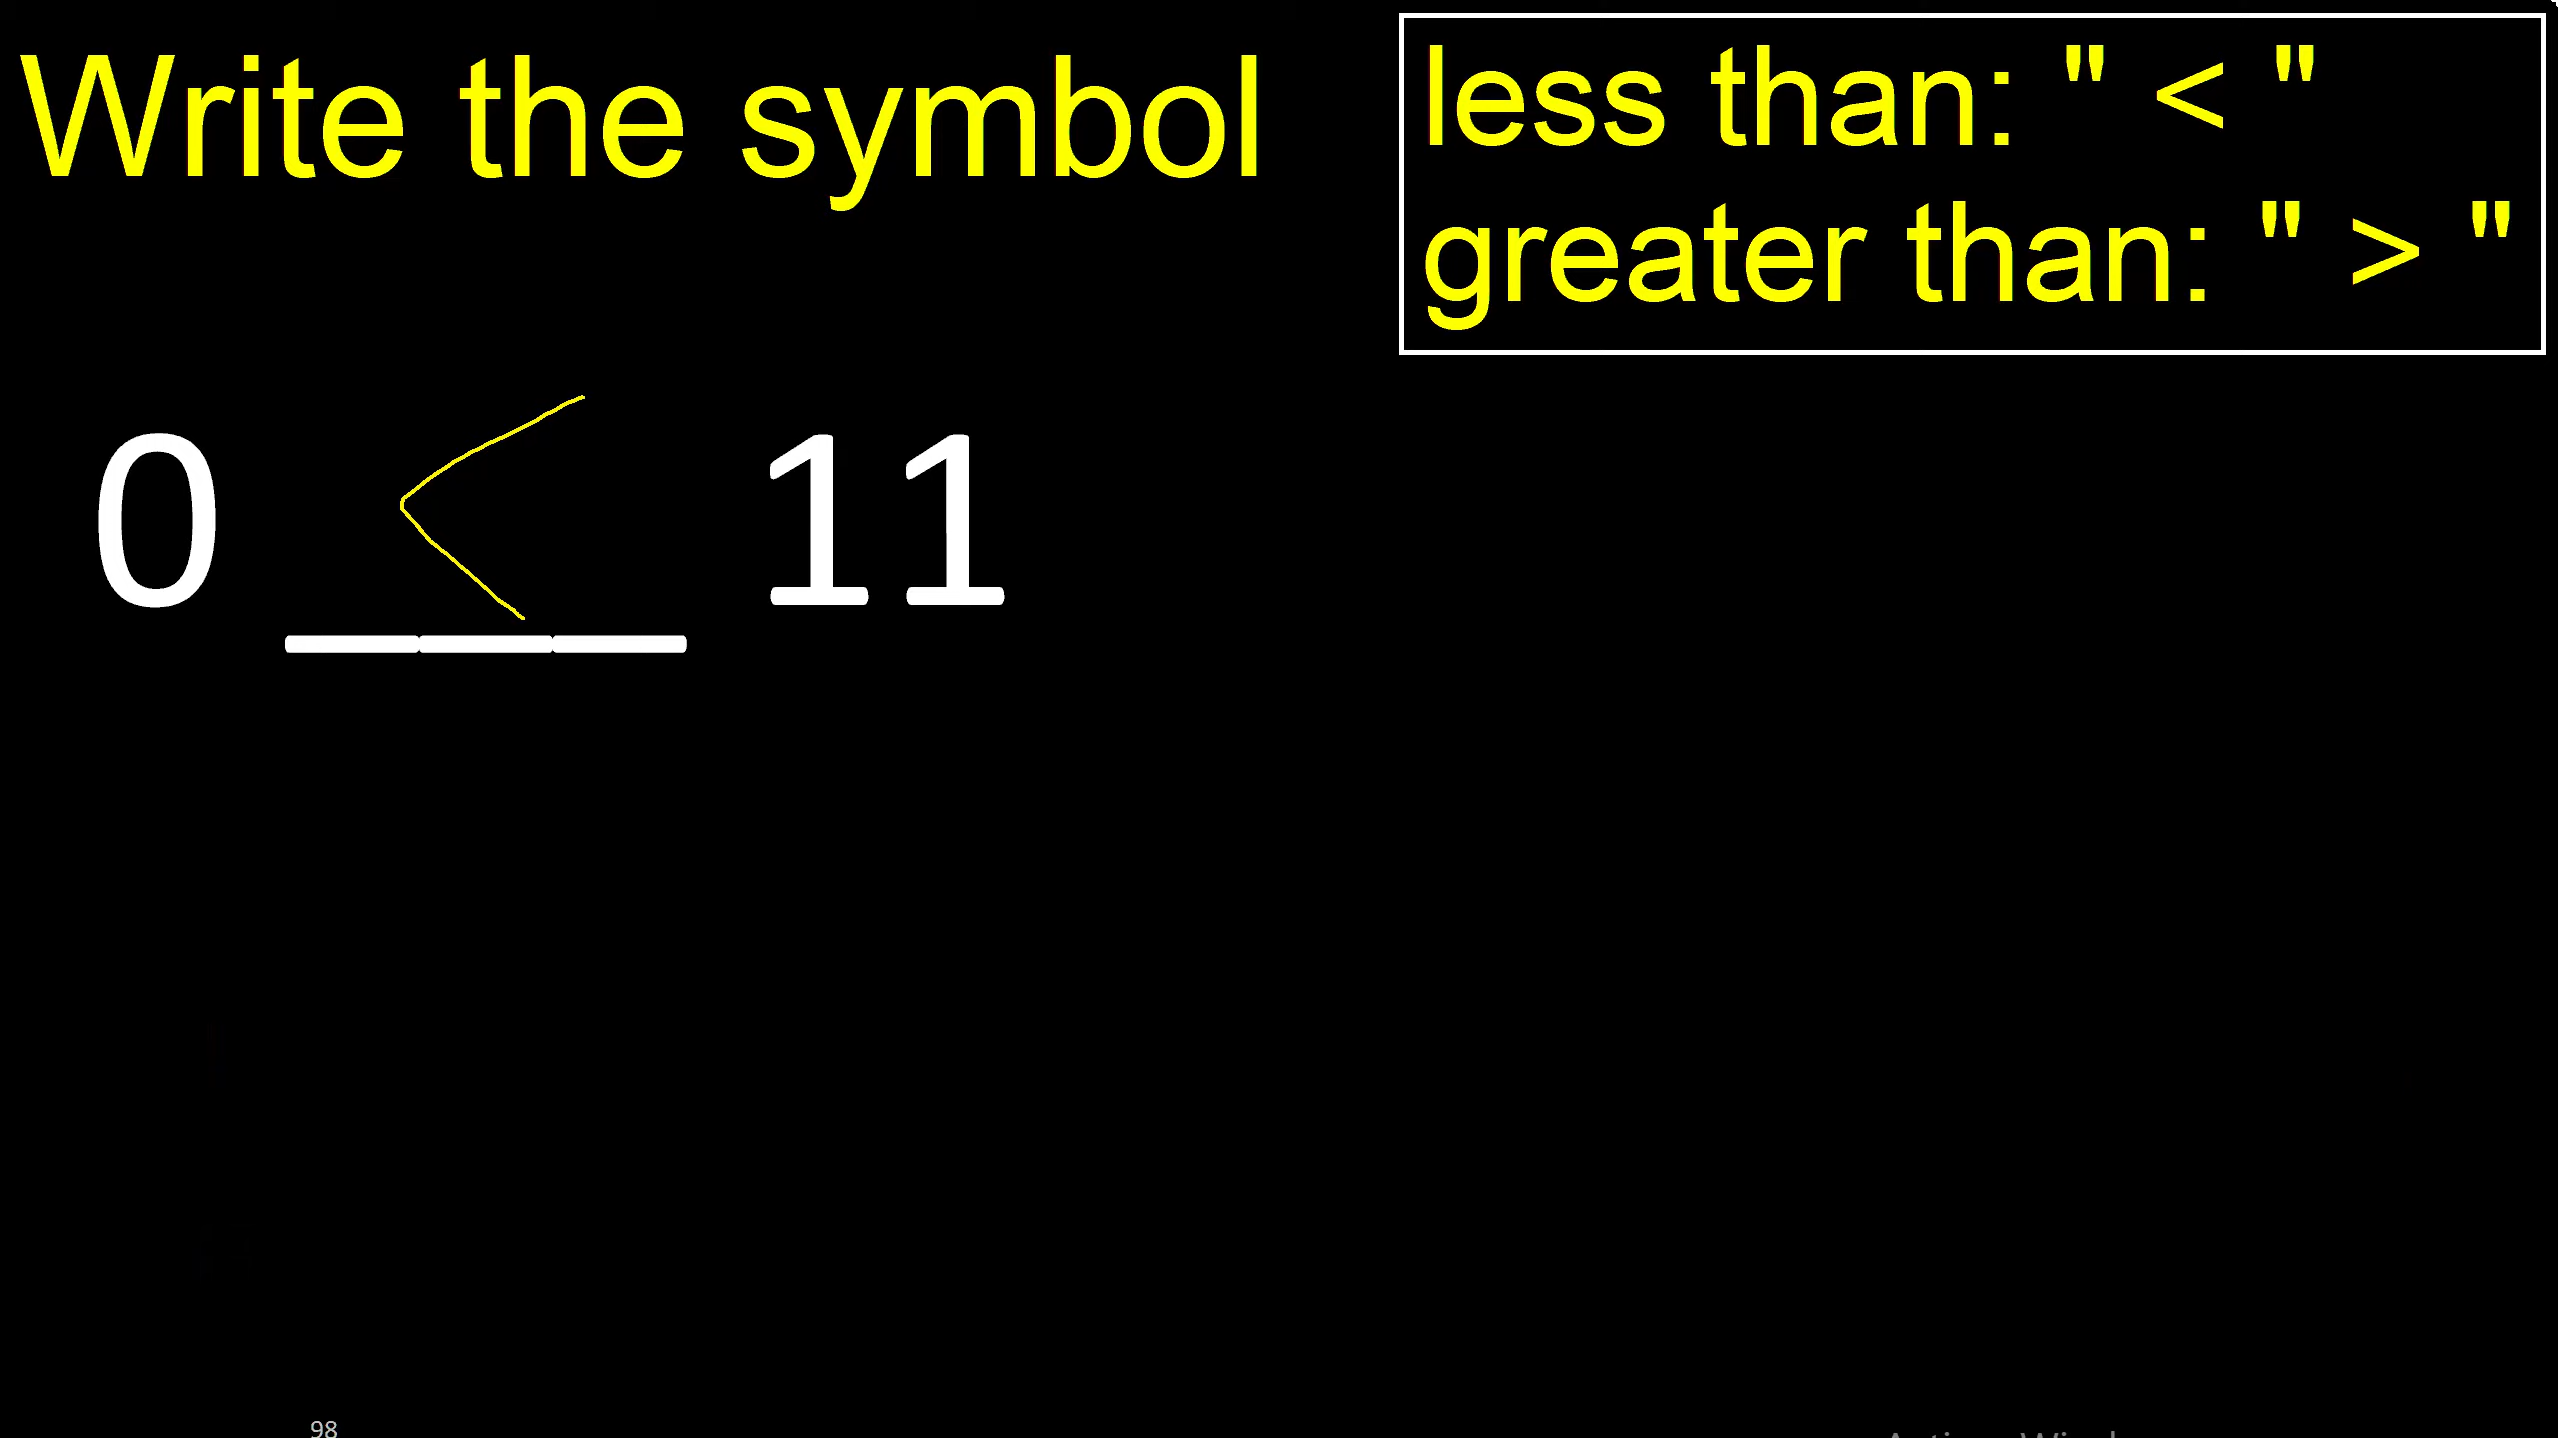 Write the symbol
less than: " < "
greater than: " > "
0 < 11
98